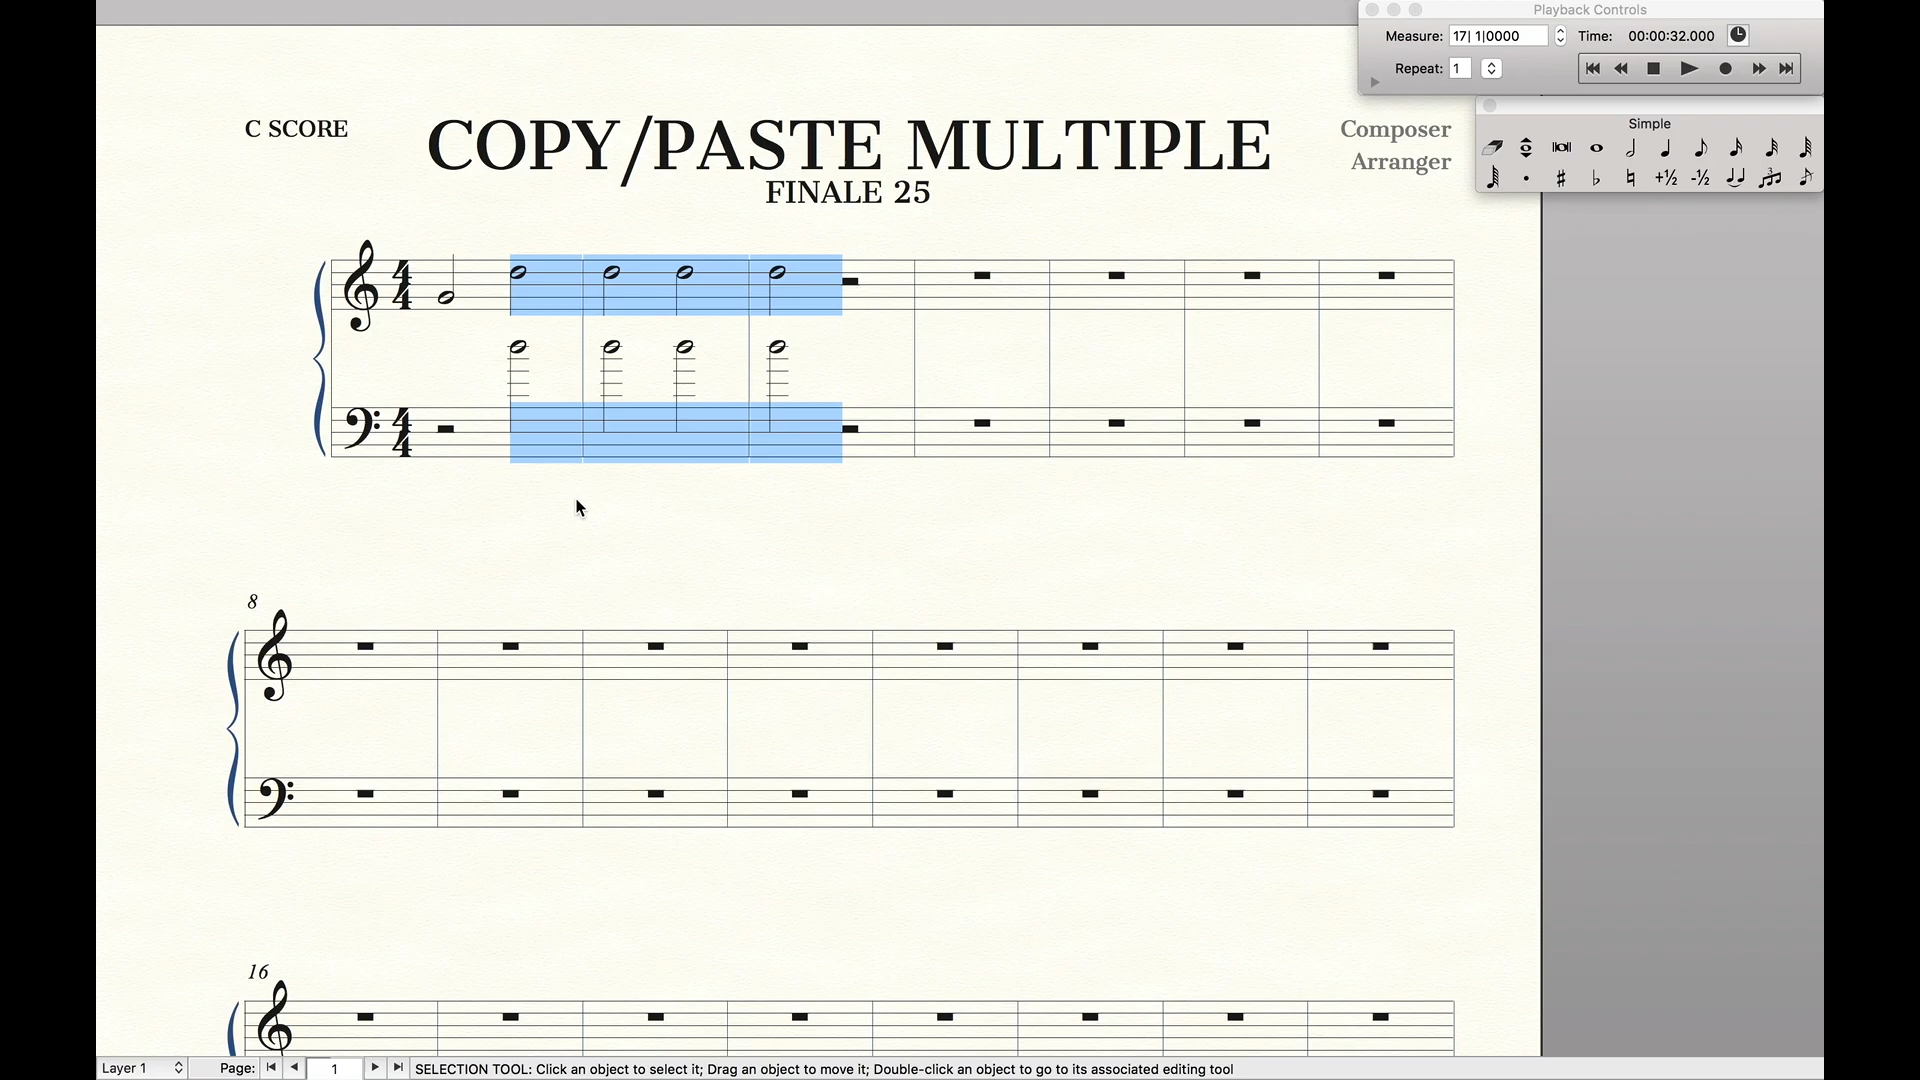 Playback Controls
Measure: 17| 1|0000 Time: 00:00:32.000
Repeat: 1
Simple
C SCORE
COPY/PASTE MULTIPLE
FINALE 25
Composer
Arranger
8
16
Layer 1 Page: 1 SELECTION TOOL: Click an object to select it; Drag an object to move it; Double-click an object to go to its associated editing tool